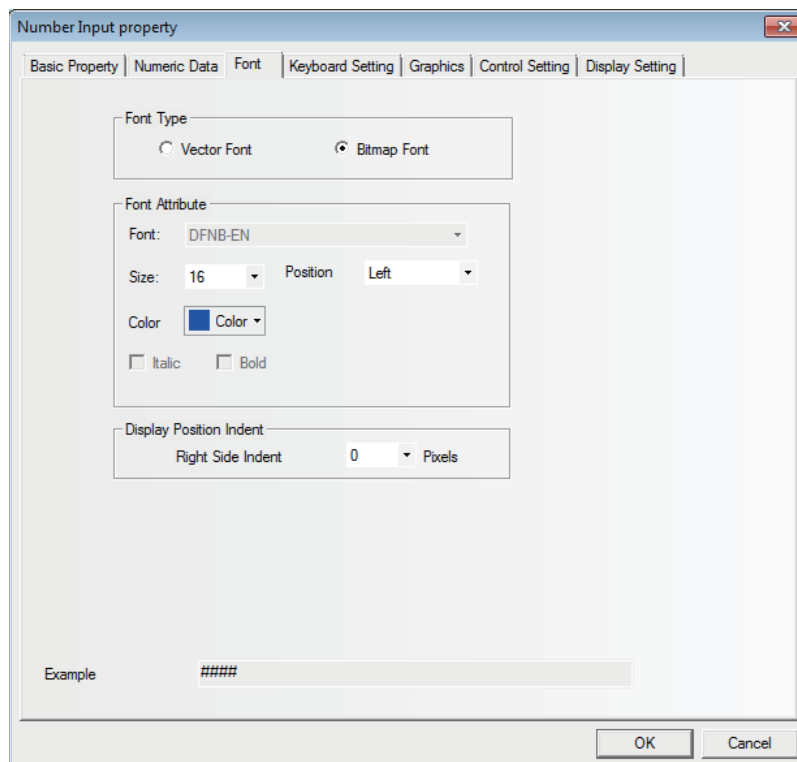 Number Input property
Basic Property Numeric Data Font Keyboard Setting Graphics Control Setting Display Setting
Font Type
Vector Font Bitmap Font
Font Attribute
Font: DFNB-EN
Size: 16 Position Left
Color Color
Italic Bold
Display Position Indent
Right Side Indent 0 Pixels
Example ####
OK Cancel